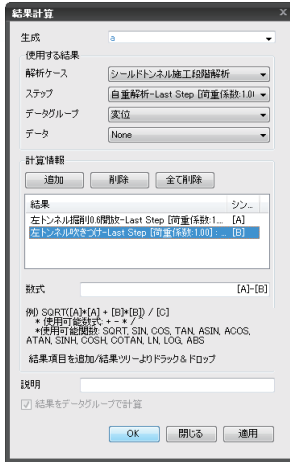 結果計算
生成 a
使用する結果
解析ケース シールドトンネル施工段階解析
ステップ 自重解析-Last Step [荷重係数:1.0(
データグループ 変位
データ None
計算情報
追加 削除 全て削除
結果 シン...
左トンネル掘削0.6開放-Last Step [荷重係数:1... [A]
左トンネル吹きつけ-Last Step [荷重係数:1.00] : ... [B]
数式 [A]-[B]
例) SQRT([A]*[A] + [B]*[B]) / [C]
* 使用可能数式: + - * / ^
*使用可能関数: SQRT, SIN, COS, TAN, ASIN, ACOS,
ATAN, SINH, COSH, COTAN, LN, LOG, ABS
結果項目を追加/結果ツリーよりドラック&ドロップ
説明
結果をデータグループで計算
OK 閉じる 適用